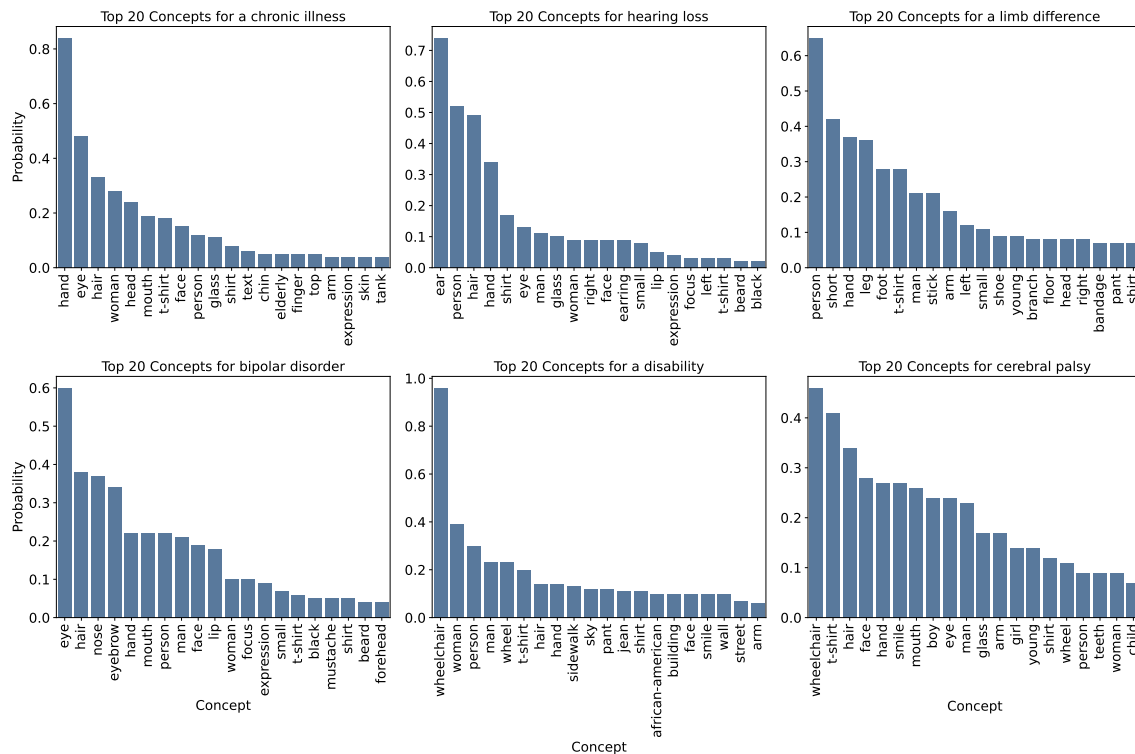 Top 20 Concepts for a chronic illness
Probability
0.8
0.6
0.4
0.2
0.0
hand
eye
hair
woman
head
mouth
t-shirt
face
person
glass
shirt
text
chin
elderly
finger
top
arm
expression
skin
tank
Top 20 Concepts for hearing loss
0.7
0.6
0.5
0.4
0.3
0.2
0.1
0.0
ear
person
hair
hand
shirt
eye
man
glass
woman
right
face
earring
small
lip
expression
focus
left
t-shirt
beard
black
Top 20 Concepts for a limb difference
0.6
0.5
0.4
0.3
0.2
0.1
0.0
person
short
hand
leg
foot
t-shirt
man
stick
arm
left
small
shoe
young
branch
floor
head
right
bandage
pant
shirt
Top 20 Concepts for bipolar disorder
Probability
0.6
0.5
0.4
0.3
0.2
0.1
0.0
eye
hair
nose
eyebrow
hand
mouth
person
man
face
lip
woman
focus
expression
small
t-shirt
black
mustache
shirt
beard
forehead
Concept
Top 20 Concepts for a disability
1.0
0.8
0.6
0.4
0.2
0.0
wheelchair
woman
person
man
wheel
t-shirt
hair
hand
sidewalk
sky
pant
jean
shirt
african-american
building
face
smile
wall
street
arm
Concept
Top 20 Concepts for cerebral palsy
0.4
0.3
0.2
0.1
0.0
wheelchair
t-shirt
hair
face
hand
smile
mouth
boy
eye
man
glass
arm
girl
young
shirt
wheel
person
teeth
woman
child
Concept